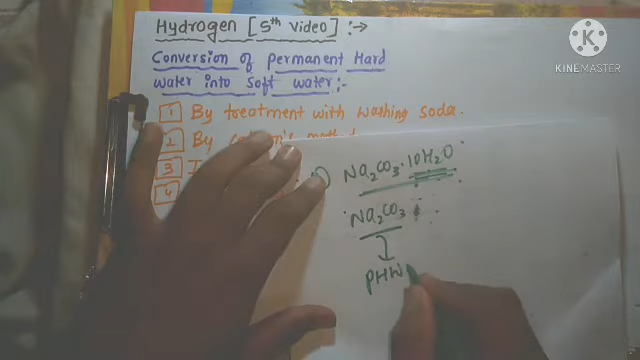 Hydrogen [5th Video] :→
Conversion of permanent Hard
Water into Soft water :-
1 By treatment with washing soda.
2 By
3 I
4
Na₂CO₃·10H₂O
Na₂CO₃
PHW
K
KINEMASTER